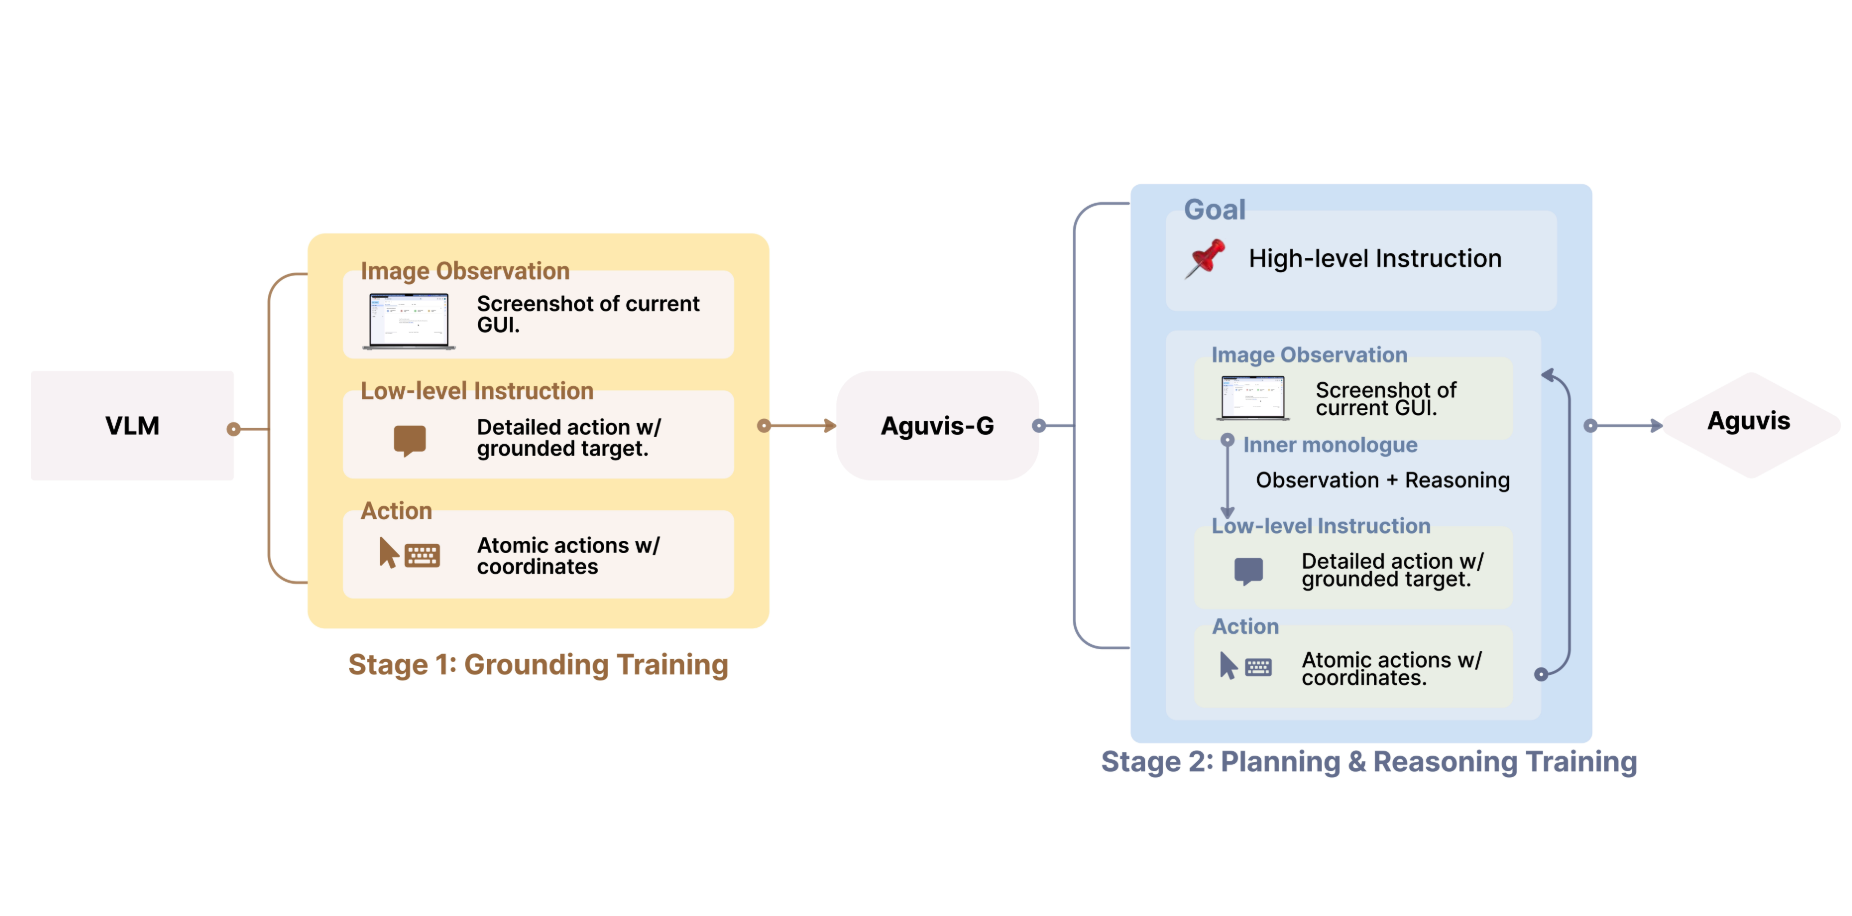 VLM
Image Observation
Screenshot of current
GUI.
Low-level Instruction
Detailed action w/
grounded target.
Action
Atomic actions w/
coordinates
Stage 1: Grounding Training
Aguvis-G
Goal
High-level Instruction
Image Observation
Screenshot of
current GUI.
Inner monologue
Observation + Reasoning
Low-level Instruction
Detailed action w/
grounded target.
Action
Atomic actions w/
coordinates.
Stage 2: Planning & Reasoning Training
Aguvis